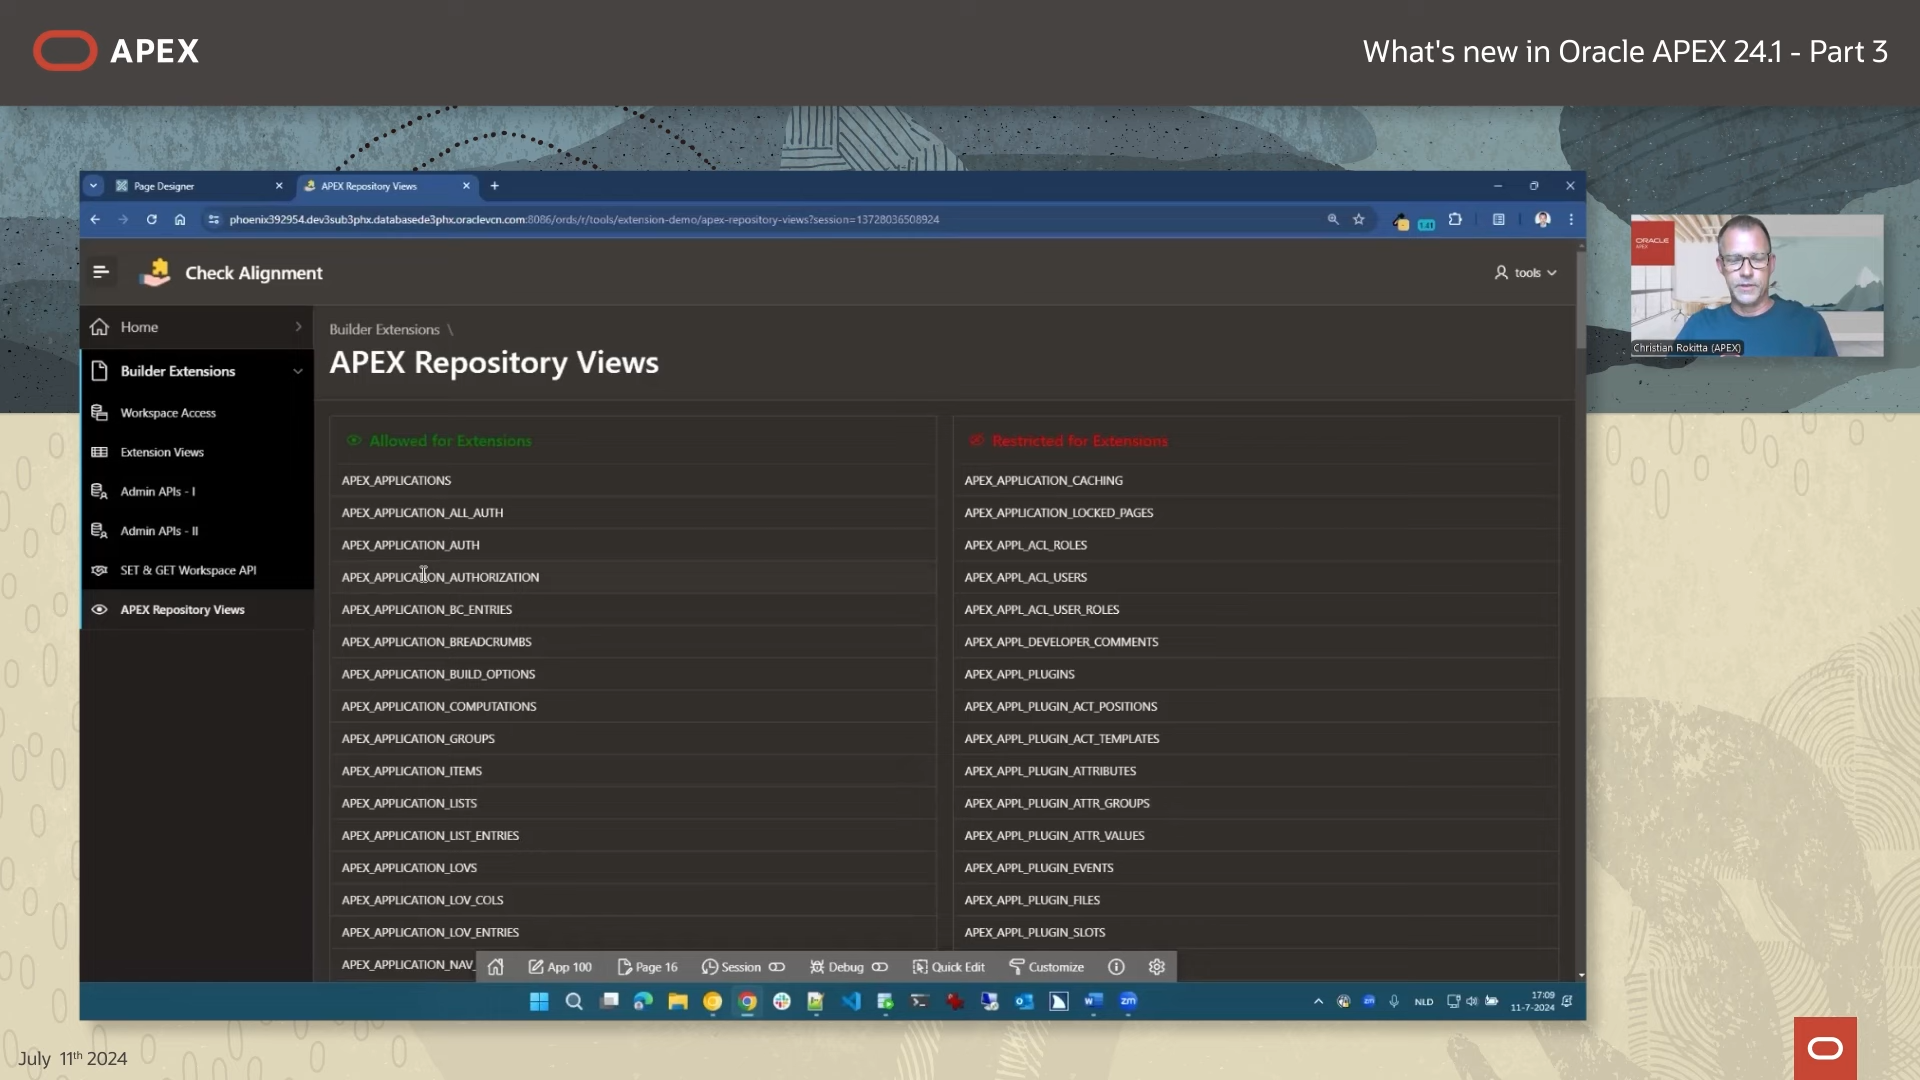 APEX
What's new in Oracle APEX 24.1 - Part 3
Page Designer
APEX Repository Views
phoenix392954.dev3sub3phx.databasede3phx.oraclevcn.com:8086/ords/r/tools/extension-demo/apex-repository-views?session=13728036508924
Check Alignment
tools
ORACLE
APEX
Christian Rokitta (APEX)
Home
Builder Extensions
Workspace Access
Extension Views
Admin APIs - I
Admin APIs - II
SET & GET Workspace API
APEX Repository Views
Builder Extensions \
APEX Repository Views
Allowed for Extensions
APEX_APPLICATIONS
APEX_APPLICATION_ALL_AUTH
APEX_APPLICATION_AUTH
APEX_APPLICATION_AUTHORIZATION
APEX_APPLICATION_BC_ENTRIES
APEX_APPLICATION_BREADCRUMBS
APEX_APPLICATION_BUILD_OPTIONS
APEX_APPLICATION_COMPUTATIONS
APEX_APPLICATION_GROUPS
APEX_APPLICATION_ITEMS
APEX_APPLICATION_LISTS
APEX_APPLICATION_LIST_ENTRIES
APEX_APPLICATION_LOVS
APEX_APPLICATION_LOV_COLS
APEX_APPLICATION_LOV_ENTRIES
APEX_APPLICATION_NAV_
Restricted for Extensions
APEX_APPLICATION_CACHING
APEX_APPLICATION_LOCKED_PAGES
APEX_APPL_ACL_ROLES
APEX_APPL_ACL_USERS
APEX_APPL_ACL_USER_ROLES
APEX_APPL_DEVELOPER_COMMENTS
APEX_APPL_PLUGINS
APEX_APPL_PLUGIN_ACT_POSITIONS
APEX_APPL_PLUGIN_ACT_TEMPLATES
APEX_APPL_PLUGIN_ATTRIBUTES
APEX_APPL_PLUGIN_ATTR_GROUPS
APEX_APPL_PLUGIN_ATTR_VALUES
APEX_APPL_PLUGIN_EVENTS
APEX_APPL_PLUGIN_FILES
APEX_APPL_PLUGIN_SLOTS
App 100 Page 16 Session Debug Quick Edit Customize
zm
zm NLD 17:09
11-7-2024
July 11th 2024